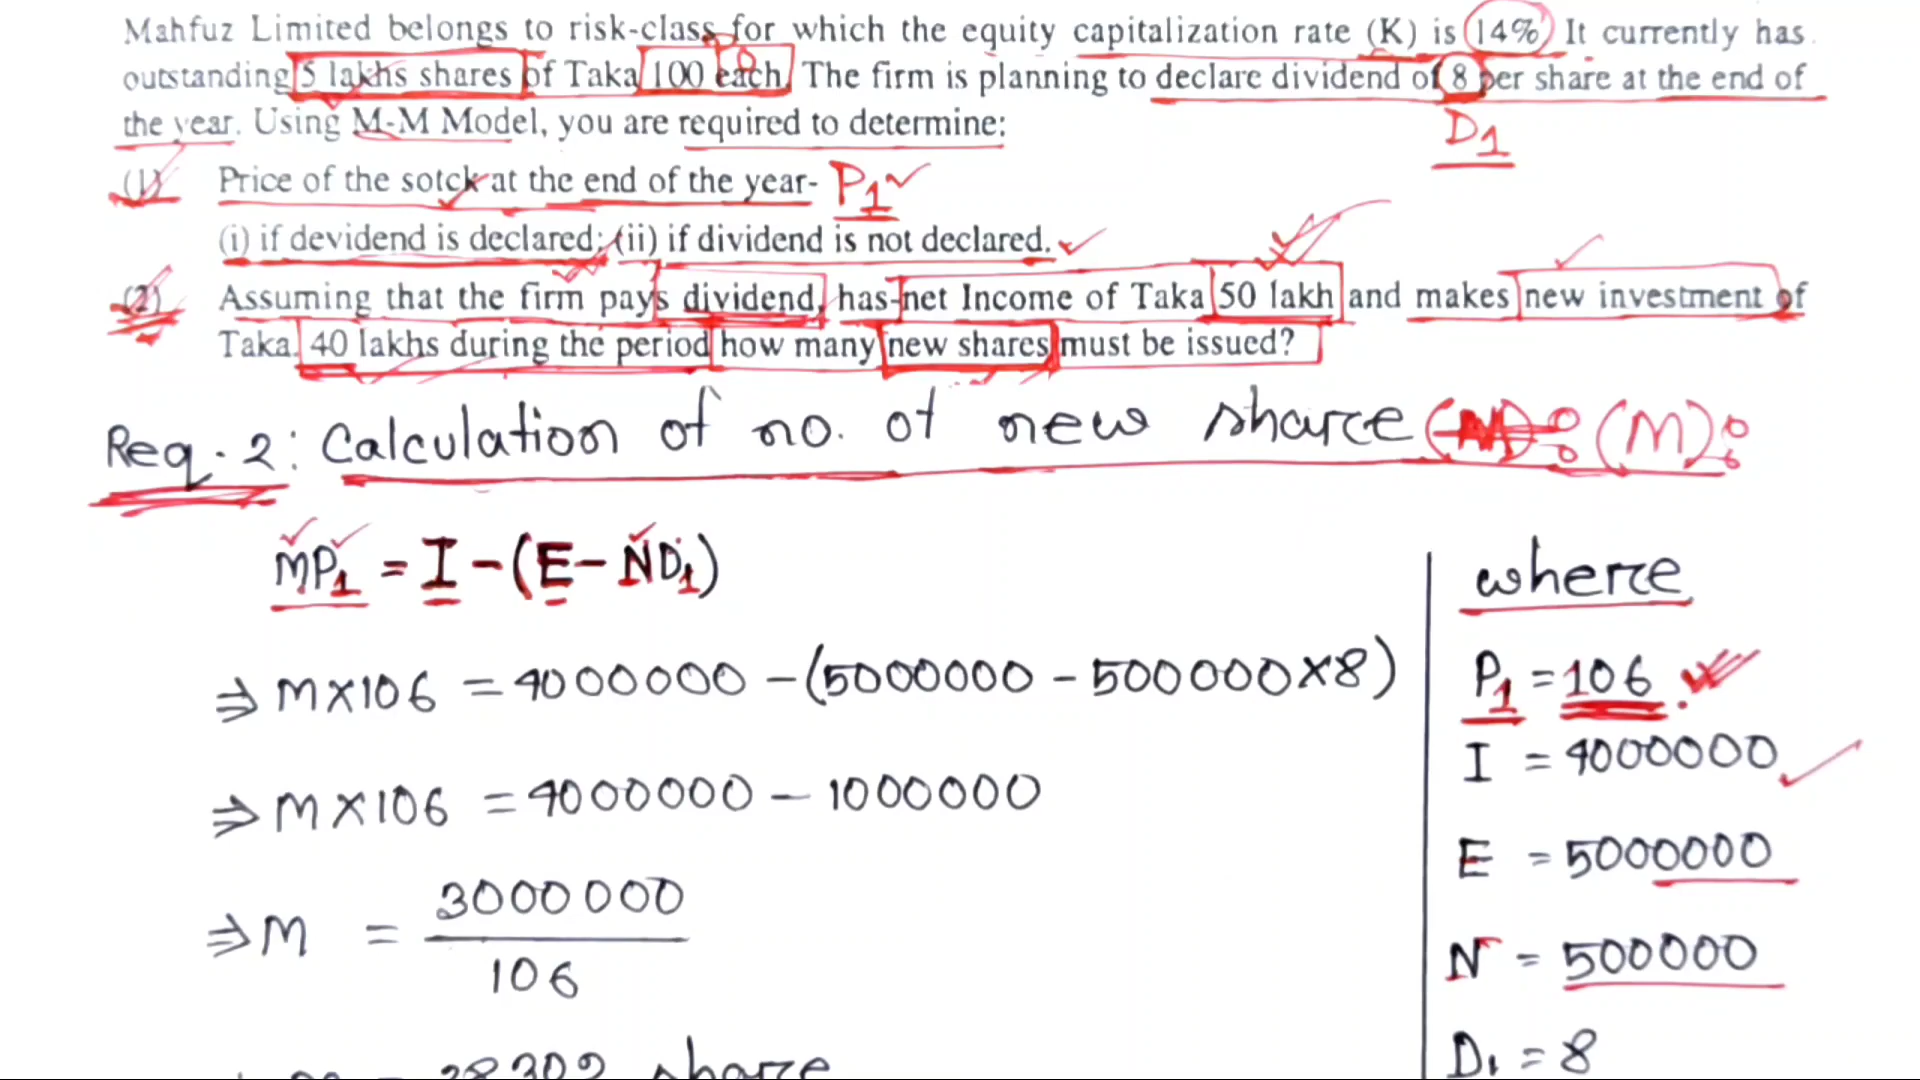 Mahfuz Limited belongs to risk-class for which the equity capitalization rate (K) is 14% It currently has
outstanding 5 lakhs shares of Taka 100 each. The firm is planning to declare dividend of 8 per share at the end of
P0
the year. Using M-M Model, you are required to determine:
D1
(1) Price of the sotck at the end of the year- P1
(i) if devidend is declared; (ii) if dividend is not declared.
(2) Assuming that the firm pays dividend, has net Income of Taka 50 lakh and makes new investment of
Taka. 40 lakhs during the period how many new shares must be issued?
Req. 2: Calculation of no. of new share (M):
MP1 = I - (E - ND1)
⇒ M×106 = 4000000 - (5000000 - 500000×8)
⇒ M×106 = 4000000 - 1000000
⇒ M = 3000000
106
28302 share
where
P1 = 106
I = 4000000
E = 5000000
N = 500000
D1 = 8